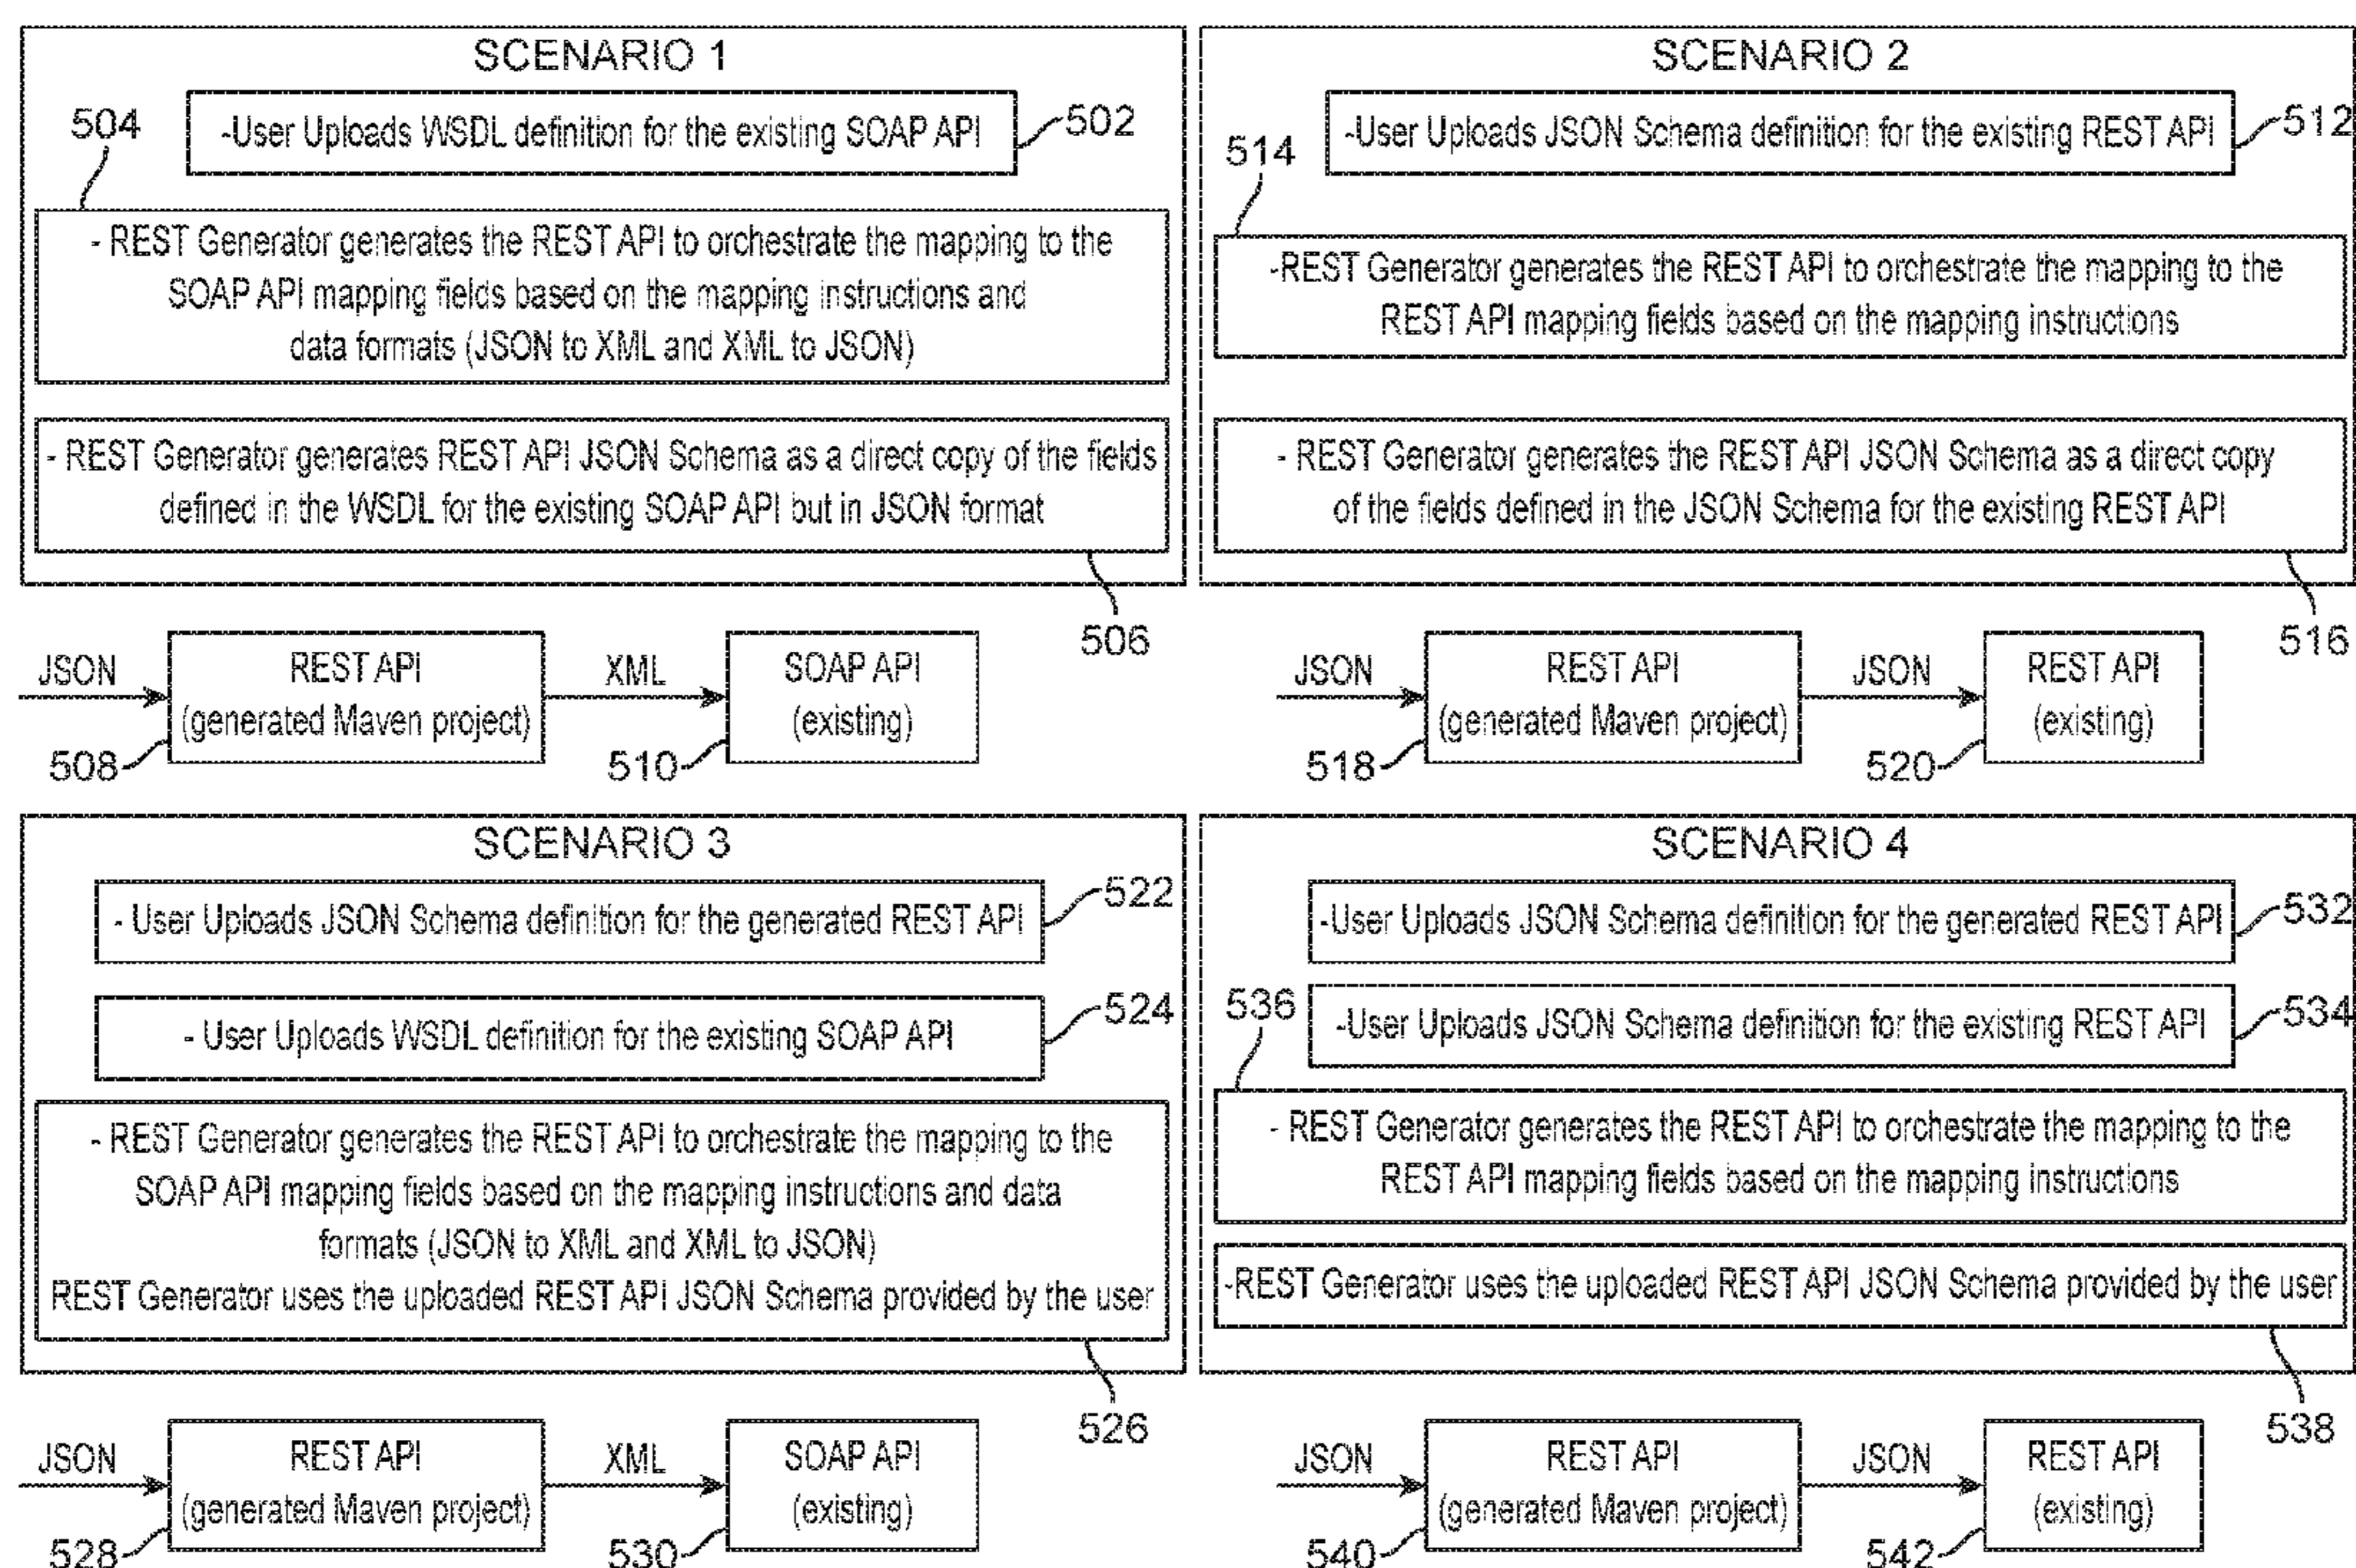 SCENARIO 1
502
-User Uploads WSDL definition for the existing SOAP API
504
- REST Generator generates the REST API to orchestrate the mapping to the
SOAP API mapping fields based on the mapping instructions and
data formats (JSON to XML and XML to JSON)
- REST Generator generates REST API JSON Schema as a direct copy of the fields
defined in the WSDL for the existing SOAP API but in JSON format
506
JSON
REST API
(generated Maven project)
508
XML
SOAP API
(existing)
510
SCENARIO 2
-User Uploads JSON Schema definition for the existing REST API
512
514
-REST Generator generates the REST API to orchestrate the mapping to the
REST API mapping fields based on the mapping instructions
- REST Generator generates the REST API JSON Schema as a direct copy
of the fields defined in the JSON Schema for the existing REST API
516
JSON
REST API
(generated Maven project)
518
JSON
REST API
(existing)
520
SCENARIO 3
- User Uploads JSON Schema definition for the generated REST API
522
- User Uploads WSDL definition for the existing SOAP API
524
- REST Generator generates the REST API to orchestrate the mapping to the
SOAP API mapping fields based on the mapping instructions and data
formats (JSON to XML and XML to JSON)
REST Generator uses the uploaded REST API JSON Schema provided by the user
526
JSON
REST API
(generated Maven project)
528
XML
SOAP API
(existing)
530
SCENARIO 4
-User Uploads JSON Schema definition for the generated REST API
532
-User Uploads JSON Schema definition for the existing REST API
534
536
- REST Generator generates the REST API to orchestrate the mapping to the
REST API mapping fields based on the mapping instructions
-REST Generator uses the uploaded REST API JSON Schema provided by the user
538
JSON
REST API
(generated Maven project)
540
JSON
REST API
(existing)
542